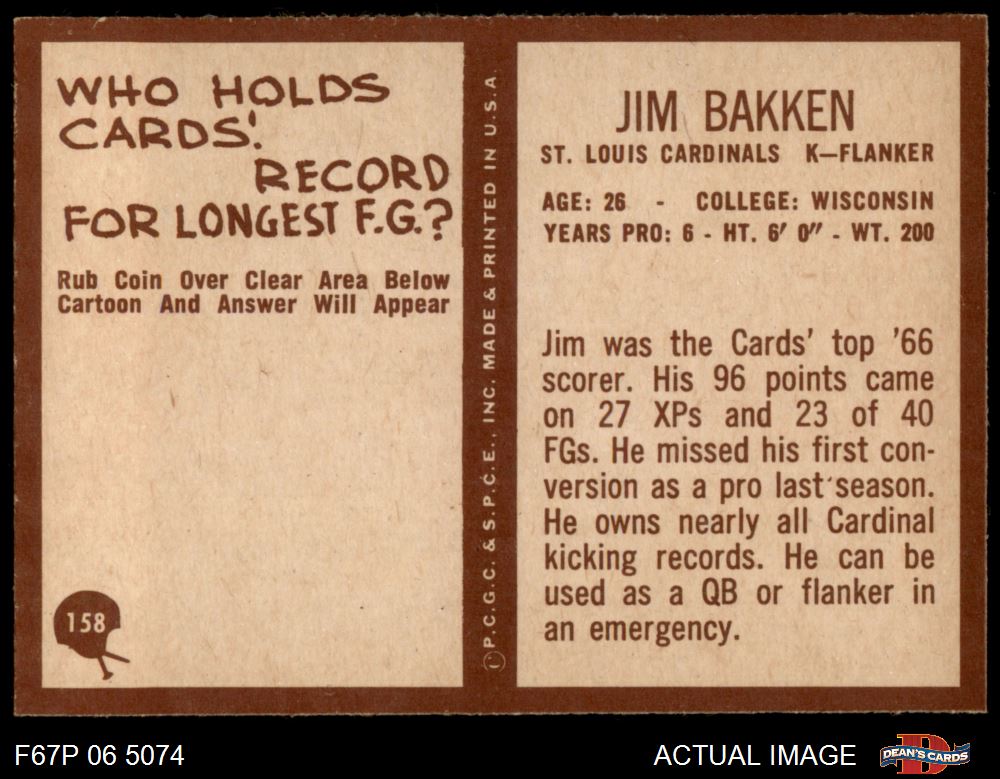 WHO HOLDS
CARDS'
RECORD
FOR LONGEST F.G.?
Rub Coin Over Clear Area Below
Cartoon And Answer Will Appear
158
©P.C.G.C. & S.P.C.E., INC. MADE & PRINTED IN U.S.A.
JIM BAKKEN
ST. LOUIS CARDINALS K—FLANKER
AGE: 26 - COLLEGE: WISCONSIN
YEARS PRO: 6 - HT. 6' 0" - WT. 200
Jim was the Cards' top '66
scorer. His 96 points came
on 27 XPs and 23 of 40
FGs. He missed his first con-
version as a pro last season.
He owns nearly all Cardinal
kicking records. He can be
used as a QB or flanker in
an emergency.
F67P 06 5074
ACTUAL IMAGE
D
DEAN'S CARDS